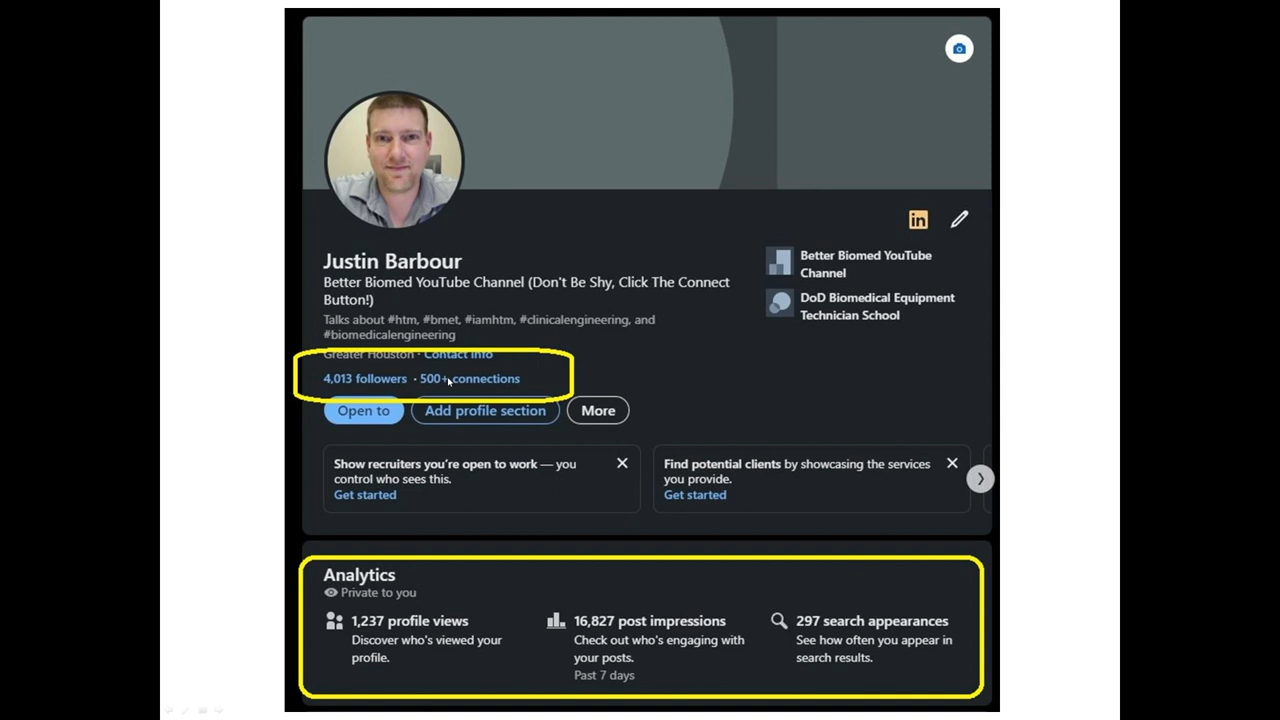 in
Justin Barbour
Better Biomed YouTube Channel (Don't Be Shy, Click The Connect
Button!)
Talks about #htm, #bmet, #iamhtm, #clinicalengineering, and
#biomedicalengineering
Greater Houston · Contact info
4,013 followers · 500+ connections
Better Biomed YouTube
Channel
DoD Biomedical Equipment
Technician School
Open to
Add profile section
More
Show recruiters you're open to work — you
control who sees this.
Get started
Find potential clients by showcasing the services
you provide.
Get started
Analytics
Private to you
1,237 profile views
Discover who's viewed your
profile.
16,827 post impressions
Check out who's engaging with
your posts.
Past 7 days
297 search appearances
See how often you appear in
search results.